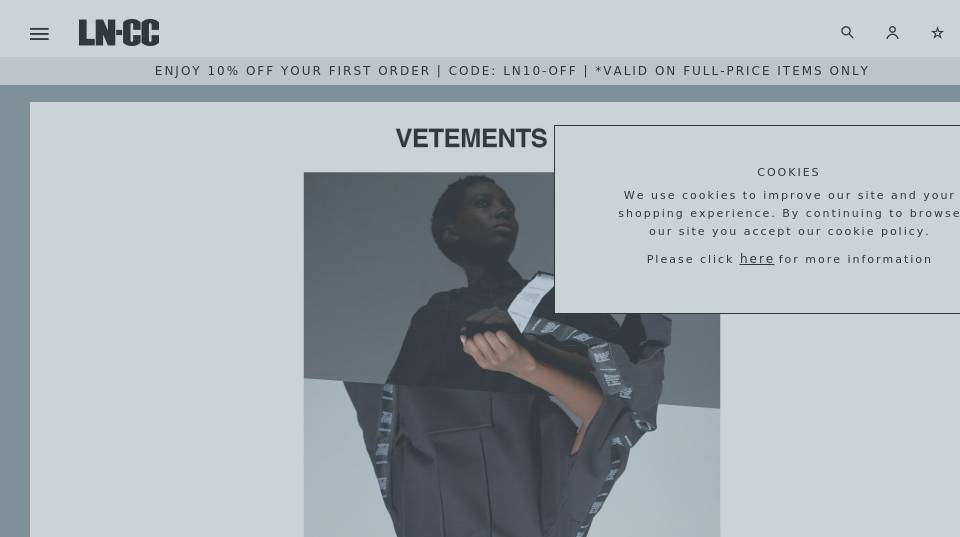 LN-CC
ENJOY 10% OFF YOUR FIRST ORDER | CODE: LN10-OFF | *VALID ON FULL-PRICE ITEMS ONLY
VETEMENTS
COOKIES
We use cookies to improve our site and your
shopping experience. By continuing to browse
our site you accept our cookie policy.
Please click here for more information